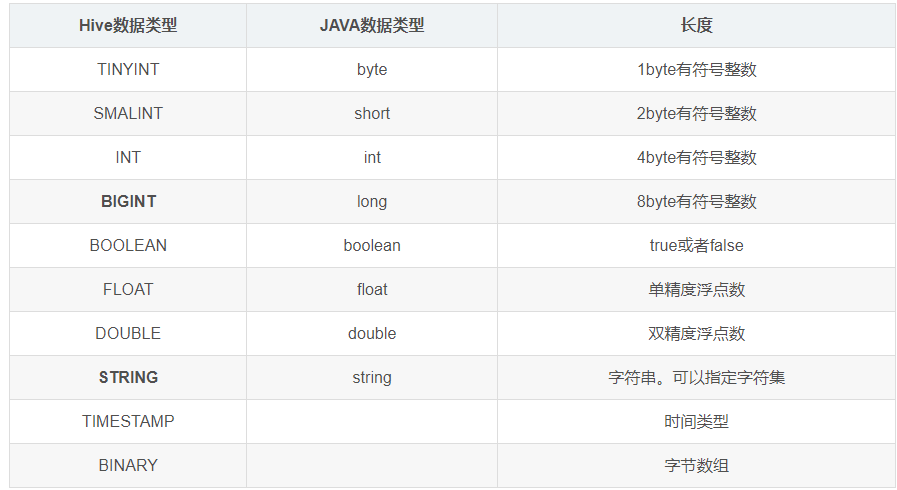 Hive数据类型 JAVA数据类型 长度
TINYINT byte 1byte有符号整数
SMALINT short 2byte有符号整数
INT int 4byte有符号整数
BIGINT long 8byte有符号整数
BOOLEAN boolean true或者false
FLOAT float 单精度浮点数
DOUBLE double 双精度浮点数
STRING string 字符串。可以指定字符集
TIMESTAMP 时间类型
BINARY 字节数组